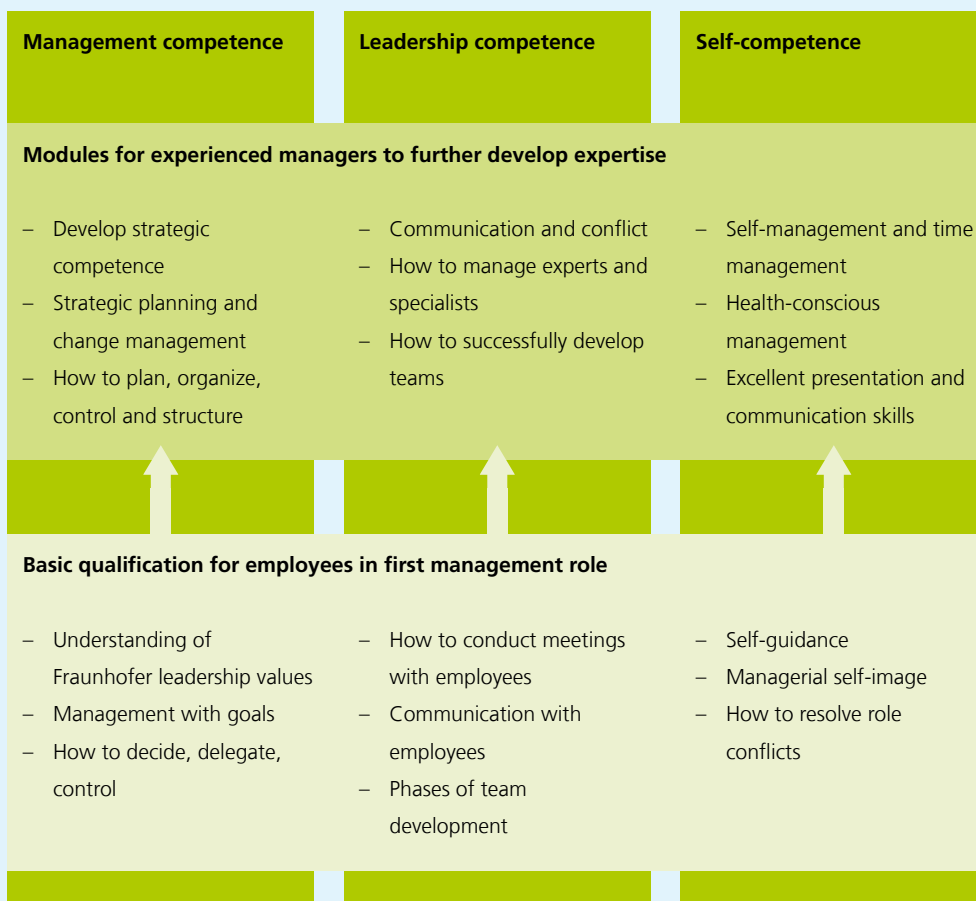 Management competence
Leadership competence
Self-competence
Modules for experienced managers to further develop expertise
– Develop strategic
competence
– Strategic planning and
change management
– How to plan, organize,
control and structure
– Communication and conflict
– How to manage experts and
specialists
– How to successfully develop
teams
– Self-management and time
management
– Health-conscious
management
– Excellent presentation and
communication skills
Basic qualification for employees in first management role
– Understanding of
Fraunhofer leadership values
– Management with goals
– How to decide, delegate,
control
– How to conduct meetings
with employees
– Communication with
employees
– Phases of team
development
– Self-guidance
– Managerial self-image
– How to resolve role
conflicts